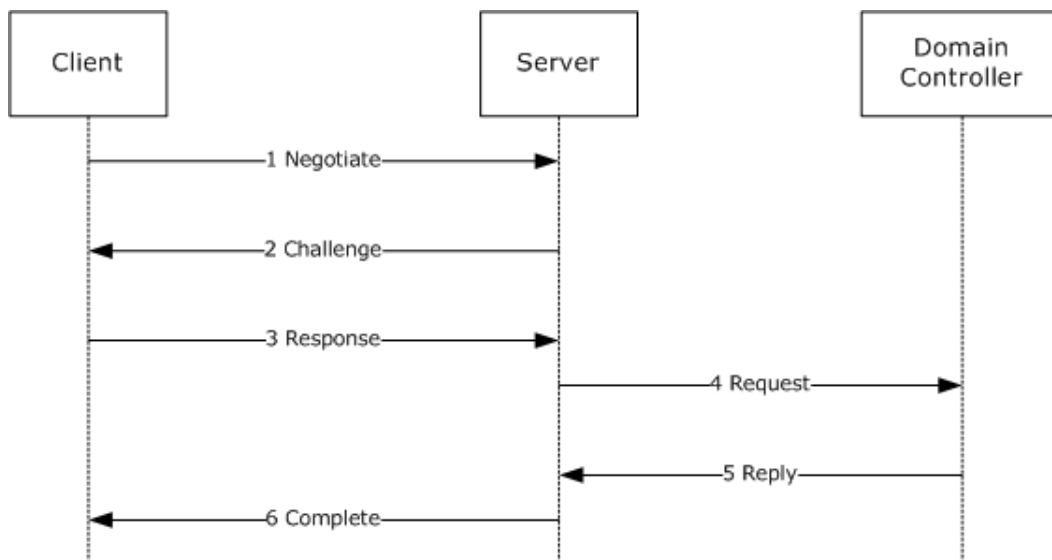 Client
Server
Domain
Controller
1 Negotiate
2 Challenge
3 Response
4 Request
5 Reply
6 Complete